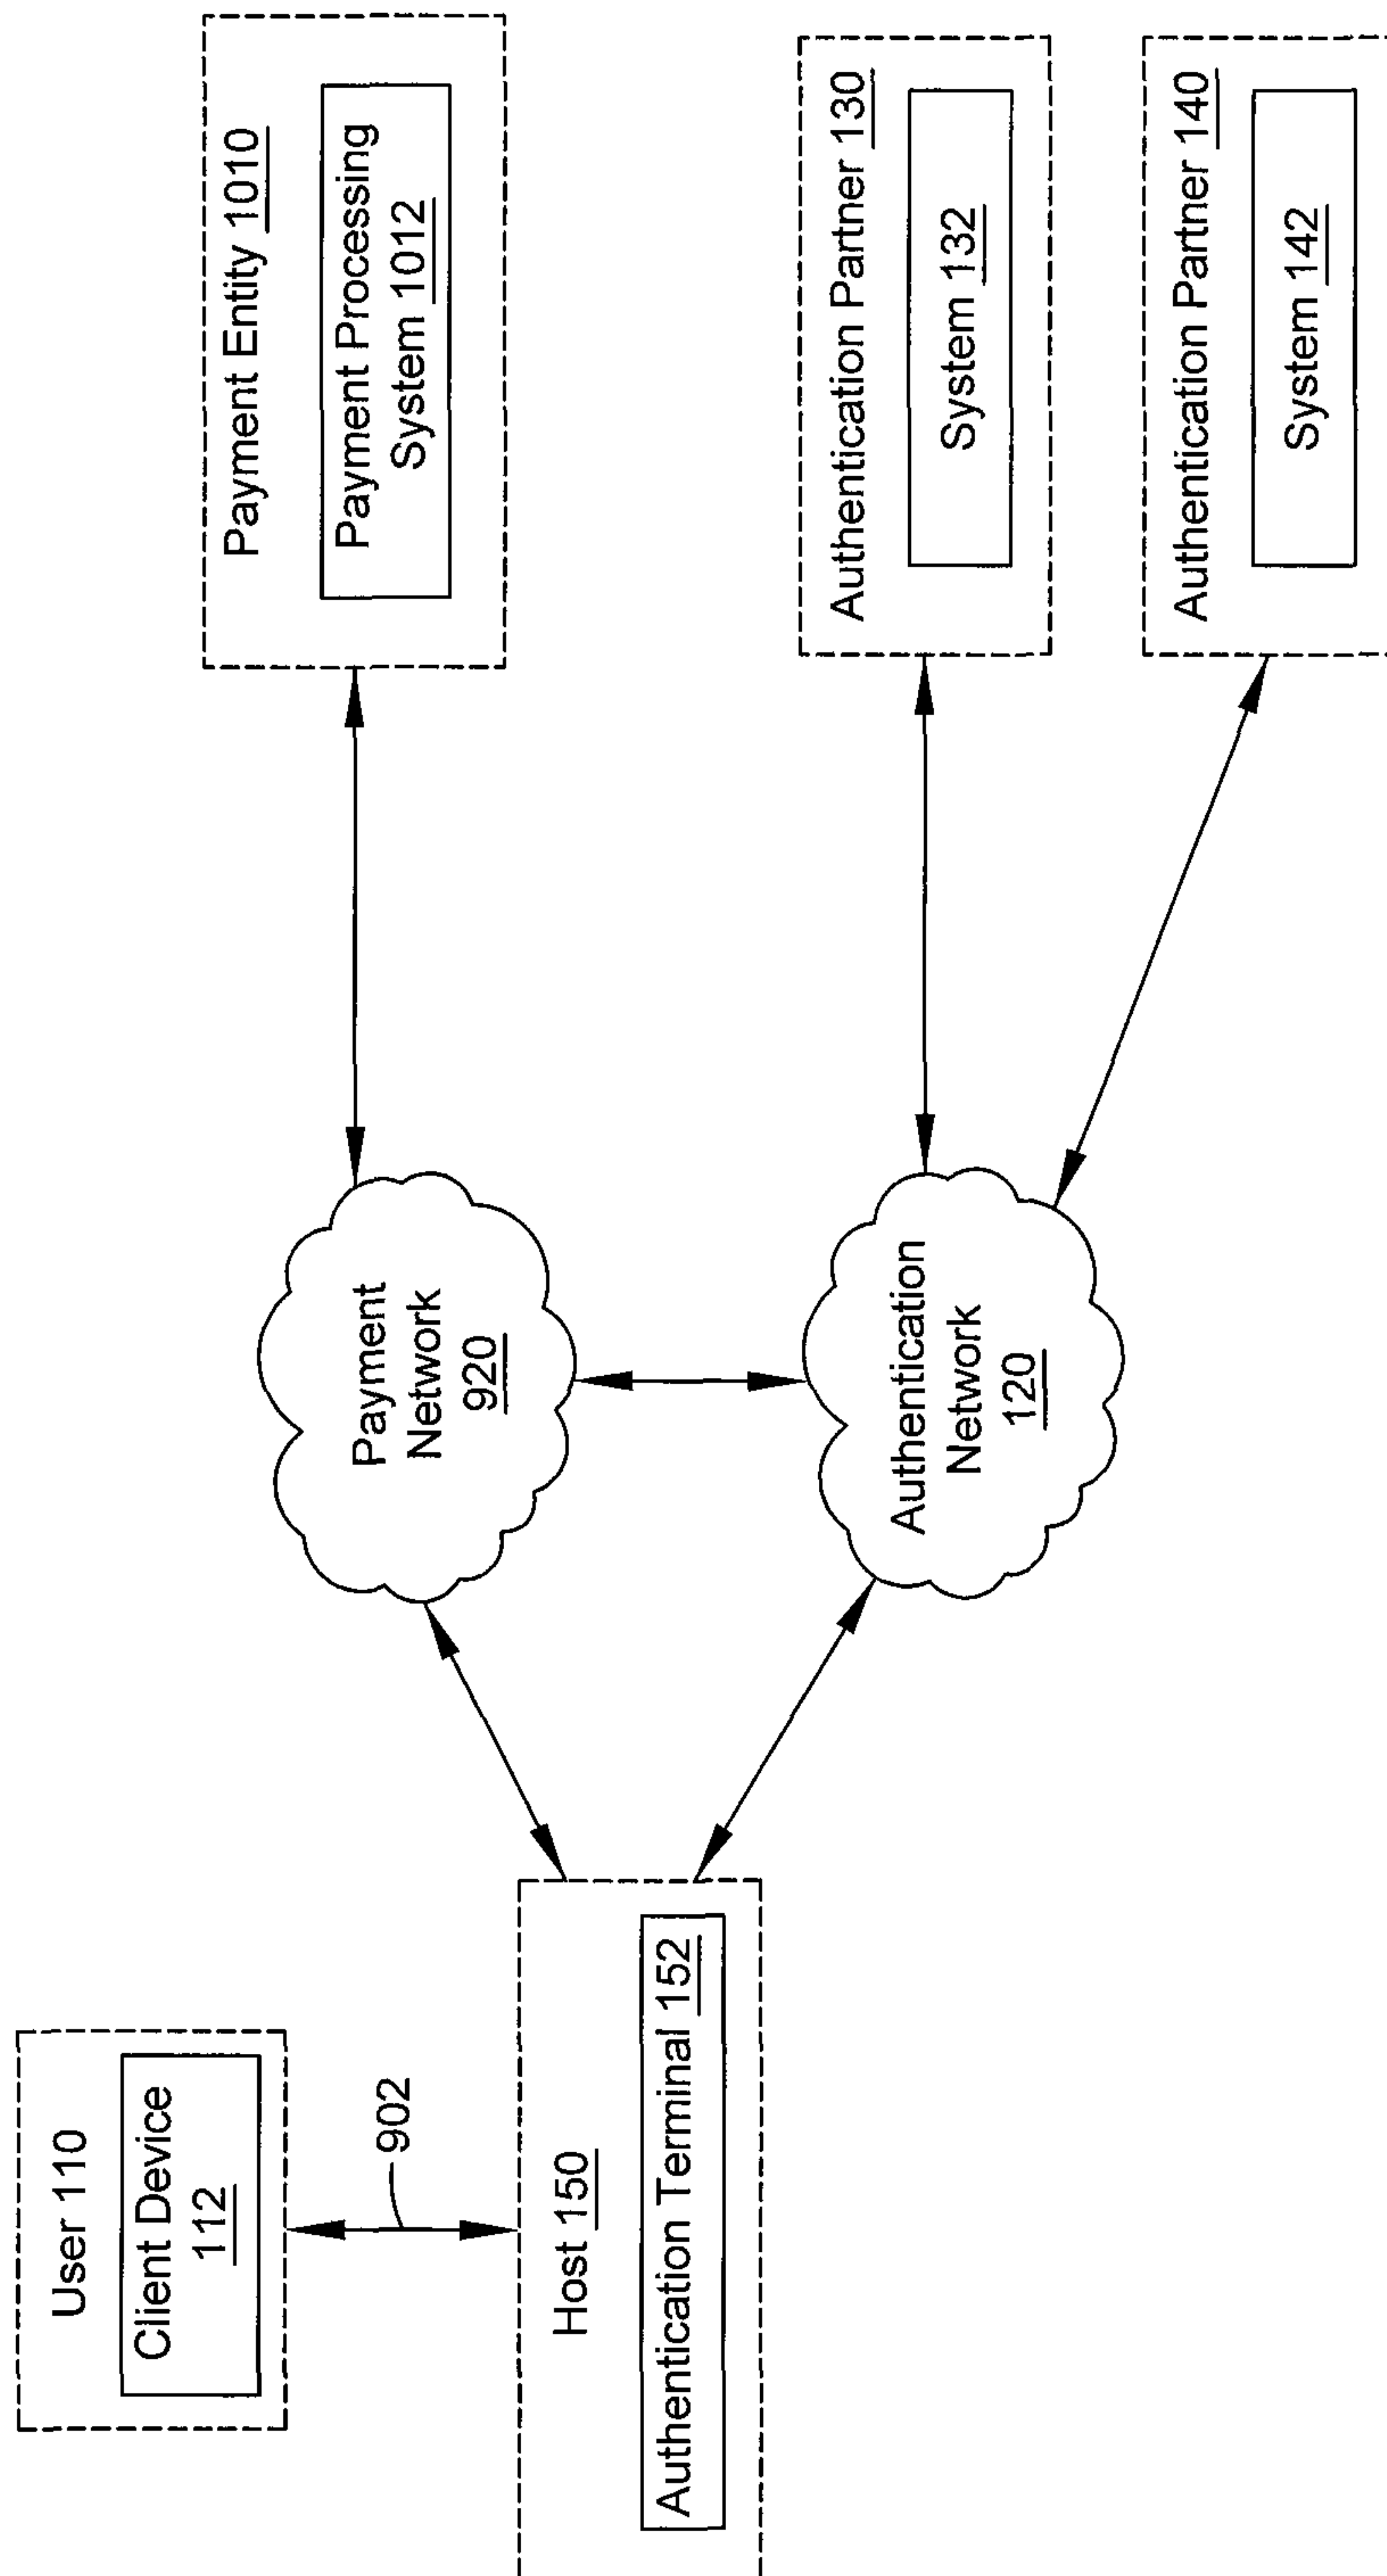 User 110
Client Device
112
902
Host 150
Authentication Terminal 152
Payment
Network
920
Authentication
Network
120
Payment Entity 1010
Payment Processing
System 1012
Authentication Partner 130
System 132
Authentication Partner 140
System 142